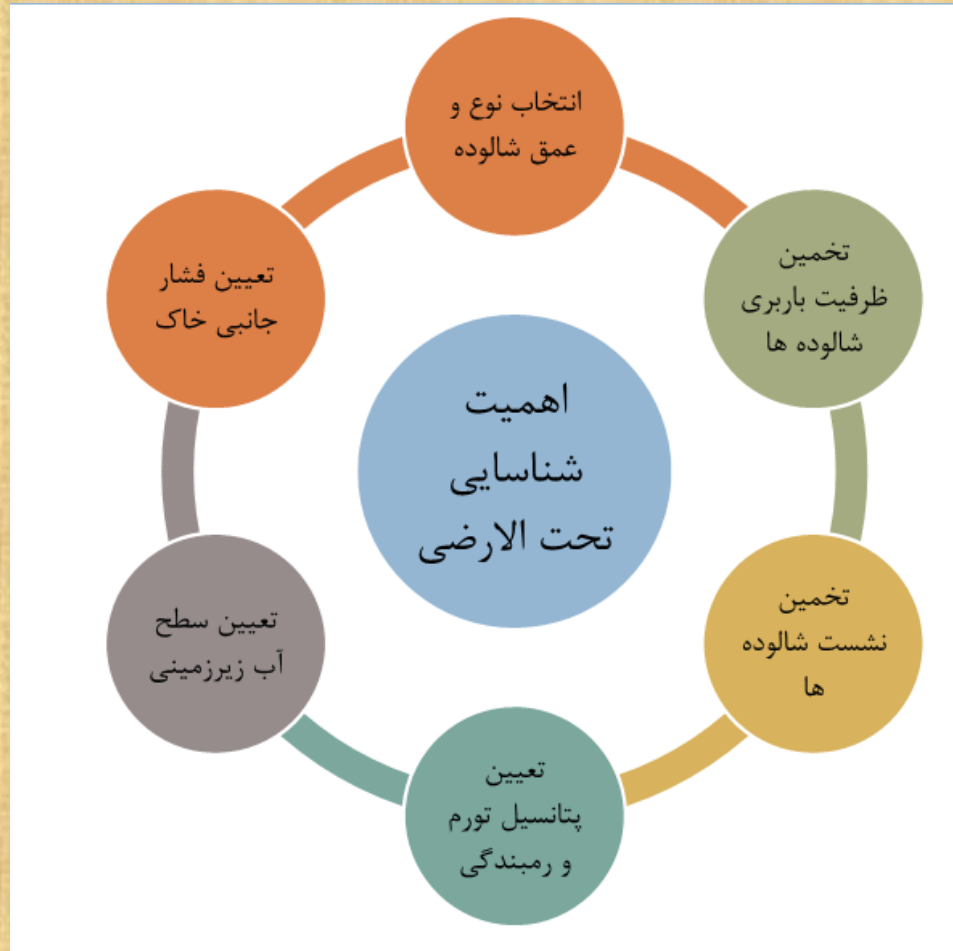 انتخاب نوع و
عمق شالوده
تخمین
ظرفیت باربری
شالوده ها
تخمین
نشست شالوده
ها
تعیین
پتانسیل تورم
و رمبندگی
تعیین سطح
آب زیرزمینی
تعیین فشار
جانبی خاک
اهمیت
شناسایی
تحت الارضی